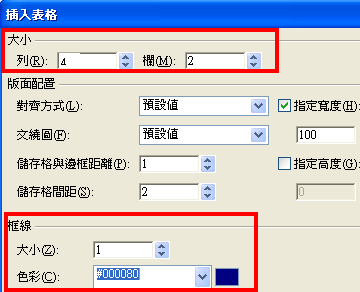 插入表格
大小
列(R): 4 欄(M): 2
版面配置
對齊方式(L): 預設值 指定寬度(H):
交繞圖(F): 預設值 100
儲存格與邊框距離(P): 1 指定高度(G):
儲存格間距(S): 2 0
框線
大小(Z): 1
色彩(C): #000080